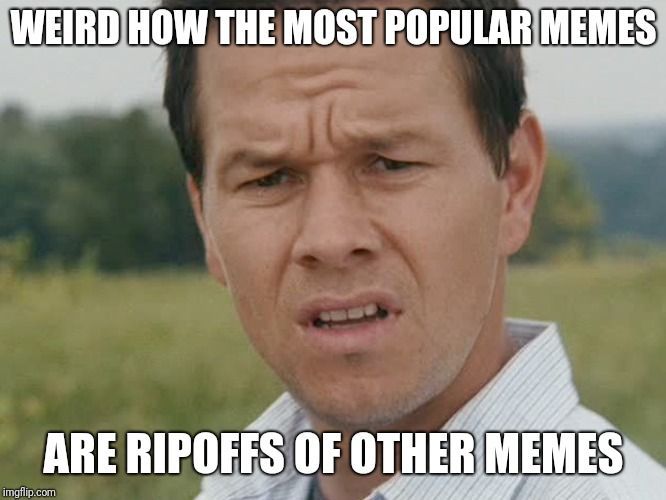 WEIRD HOW THE MOST POPULAR MEMES
ARE RIPOFFS OF OTHER MEMES
imgflip.com